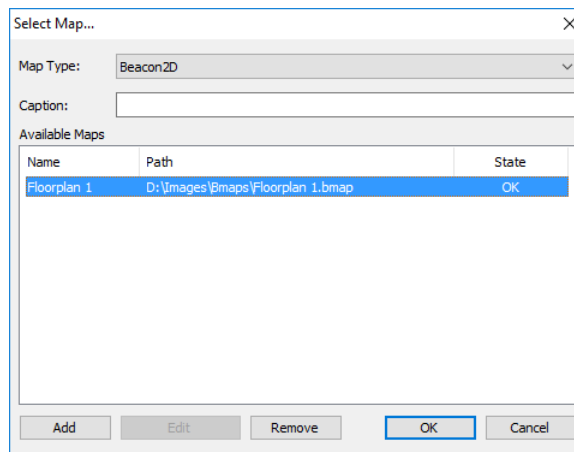 Select Map...
Map Type: Beacon2D
Caption:
Available Maps
Name Path State
Floorplan 1 D:\Images\Bmaps\Floorplan 1.bmap OK
Add Edit Remove OK Cancel